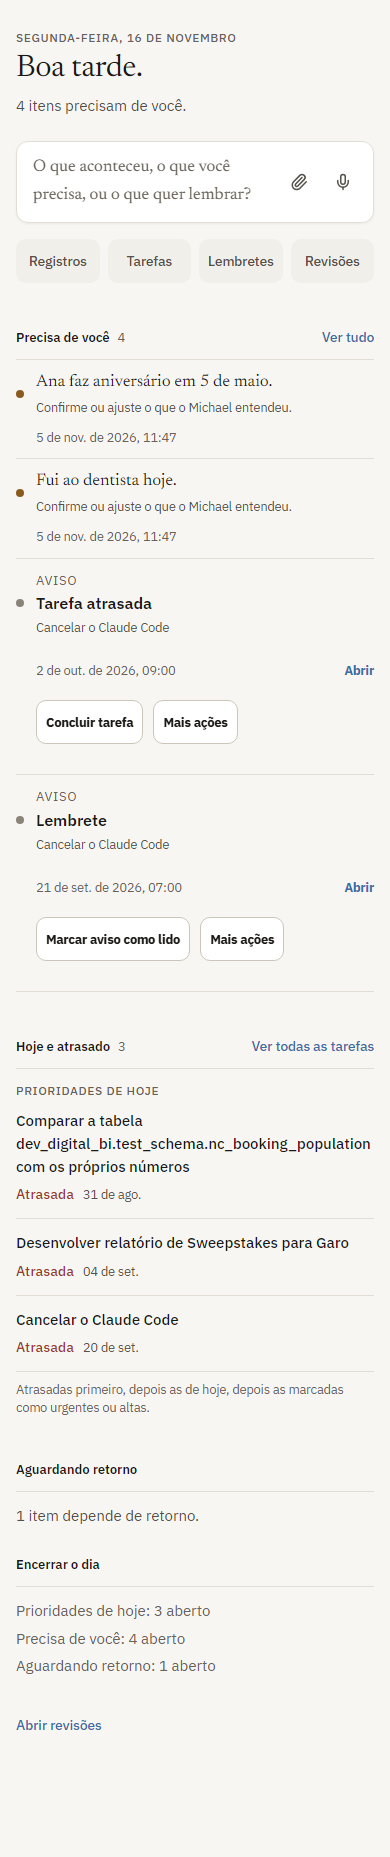 SEGUNDA-FEIRA, 16 DE NOVEMBRO
Boa tarde.
4 itens precisam de você.
O que aconteceu, o que você
precisa, ou o que quer lembrar?
Registros Tarefas Lembretes Revisões
Precisa de você 4 Ver tudo
Ana faz aniversário em 5 de maio.
Confirme ou ajuste o que o Michael entendeu.
5 de nov. de 2026, 11:47
Fui ao dentista hoje.
Confirme ou ajuste o que o Michael entendeu.
5 de nov. de 2026, 11:47
AVISO
Tarefa atrasada
Cancelar o Claude Code
2 de out. de 2026, 09:00 Abrir
Concluir tarefa Mais ações
AVISO
Lembrete
Cancelar o Claude Code
21 de set. de 2026, 07:00 Abrir
Marcar aviso como lido Mais ações
Hoje e atrasado 3 Ver todas as tarefas
PRIORIDADES DE HOJE
Comparar a tabela
dev_digital_bi.test_schema.nc_booking_population
com os próprios números
Atrasada 31 de ago.
Desenvolver relatório de Sweepstakes para Garo
Atrasada 04 de set.
Cancelar o Claude Code
Atrasada 20 de set.
Atrasadas primeiro, depois as de hoje, depois as marcadas
como urgentes ou altas.
Aguardando retorno
1 item depende de retorno.
Encerrar o dia
Prioridades de hoje: 3 aberto
Precisa de você: 4 aberto
Aguardando retorno: 1 aberto
Abrir revisões